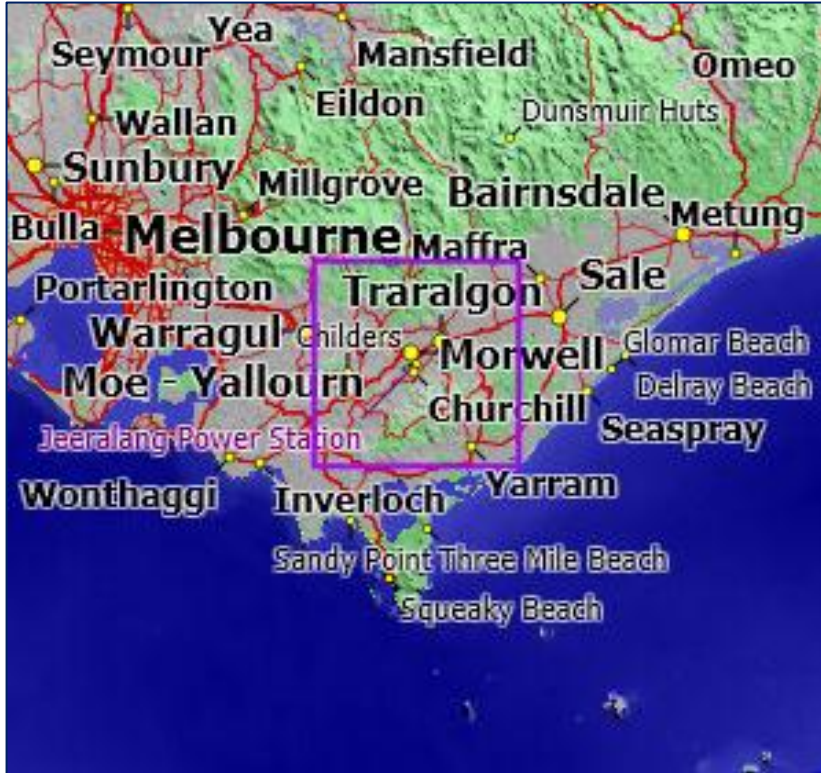 Yea
Seymour
Mansfield
Omeo
Eildon
Dunsmuir Huts
Wallan
Sunbury
Millgrove
Bairnsdale
Metung
Bulla
Melbourne
Maffra
Portarlington
Traralgon
Sale
Warragul
Childers
Morwell
Glomar Beach
Moe - Yallourn
Delray Beach
Churchill
Seaspray
Jeeralang Power Station
Wonthaggi
Inverloch
Yarram
Sandy Point
Three Mile Beach
Squeaky Beach